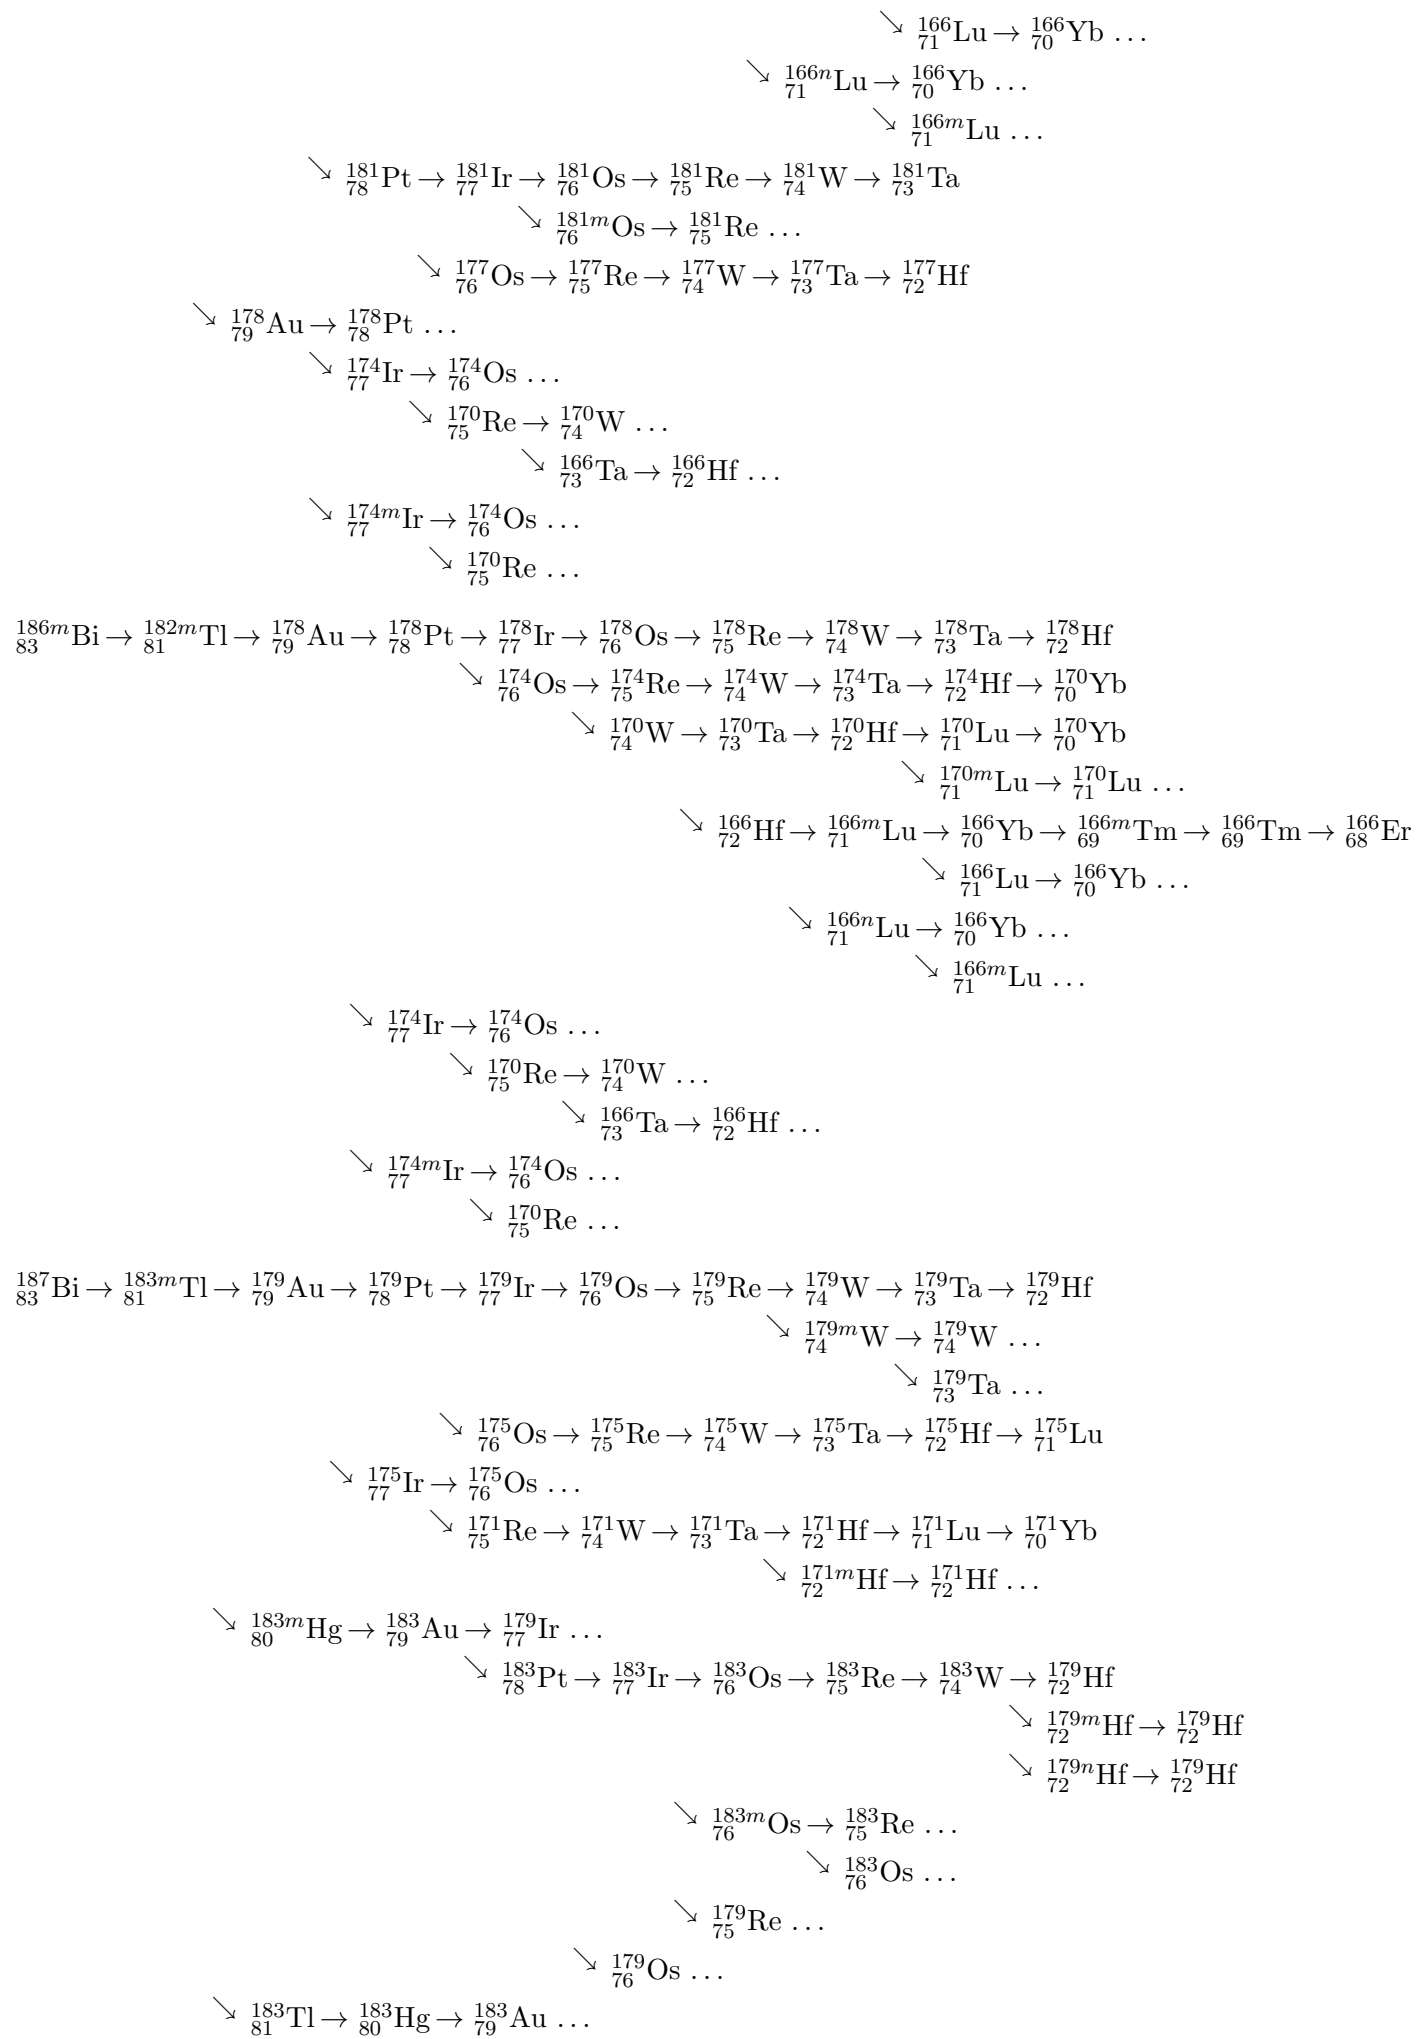 ↘ ¹⁶⁶₇₁Lu → ¹⁶⁶₇₀Yb …
↘ ¹⁶⁶ⁿ₇₁Lu → ¹⁶⁶₇₀Yb …
↘ ¹⁶⁶ᵐ₇₁Lu …
↘ ¹⁸¹₇₈Pt → ¹⁸¹₇₇Ir → ¹⁸¹₇₆Os → ¹⁸¹₇₅Re → ¹⁸¹₇₄W → ¹⁸¹₇₃Ta
↘ ¹⁸¹ᵐ₇₆Os → ¹⁸¹₇₅Re …
↘ ¹⁷⁷₇₆Os → ¹⁷⁷₇₅Re → ¹⁷⁷₇₄W → ¹⁷⁷₇₃Ta → ¹⁷⁷₇₂Hf
↘ ¹⁷⁸₇₉Au → ¹⁷⁸₇₈Pt …
↘ ¹⁷⁴₇₇Ir → ¹⁷⁴₇₆Os …
↘ ¹⁷⁰₇₅Re → ¹⁷⁰₇₄W …
↘ ¹⁶⁶₇₃Ta → ¹⁶⁶₇₂Hf …
↘ ¹⁷⁴ᵐ₇₇Ir → ¹⁷⁴₇₆Os …
↘ ¹⁷⁰₇₅Re …
¹⁸⁶ᵐ₈₃Bi → ¹⁸²ᵐ₈₁Tl → ¹⁷⁸₇₉Au → ¹⁷⁸₇₈Pt → ¹⁷⁸₇₇Ir → ¹⁷⁸₇₆Os → ¹⁷⁸₇₅Re → ¹⁷⁸₇₄W → ¹⁷⁸₇₃Ta → ¹⁷⁸₇₂Hf
↘ ¹⁷⁴₇₆Os → ¹⁷⁴₇₅Re → ¹⁷⁴₇₄W → ¹⁷⁴₇₃Ta → ¹⁷⁴₇₂Hf → ¹⁷⁰₇₀Yb
↘ ¹⁷⁰₇₄W → ¹⁷⁰₇₃Ta → ¹⁷⁰₇₂Hf → ¹⁷⁰₇₁Lu → ¹⁷⁰₇₀Yb
↘ ¹⁷⁰ᵐ₇₁Lu → ¹⁷⁰₇₁Lu …
↘ ¹⁶⁶₇₂Hf → ¹⁶⁶ᵐ₇₁Lu → ¹⁶⁶₇₀Yb → ¹⁶⁶ᵐ₆₉Tm → ¹⁶⁶₆₉Tm → ¹⁶⁶₆₈Er
↘ ¹⁶⁶₇₁Lu → ¹⁶⁶₇₀Yb …
↘ ¹⁶⁶ⁿ₇₁Lu → ¹⁶⁶₇₀Yb …
↘ ¹⁶⁶ᵐ₇₁Lu …
↘ ¹⁷⁴₇₇Ir → ¹⁷⁴₇₆Os …
↘ ¹⁷⁰₇₅Re → ¹⁷⁰₇₄W …
↘ ¹⁶⁶₇₃Ta → ¹⁶⁶₇₂Hf …
↘ ¹⁷⁴ᵐ₇₇Ir → ¹⁷⁴₇₆Os …
↘ ¹⁷⁰₇₅Re …
¹⁸⁷₈₃Bi → ¹⁸³ᵐ₈₁Tl → ¹⁷⁹₇₉Au → ¹⁷⁹₇₈Pt → ¹⁷⁹₇₇Ir → ¹⁷⁹₇₆Os → ¹⁷⁹₇₅Re → ¹⁷⁹₇₄W → ¹⁷⁹₇₃Ta → ¹⁷⁹₇₂Hf
↘ ¹⁷⁹ᵐ₇₄W → ¹⁷⁹₇₄W …
↘ ¹⁷⁹₇₃Ta …
↘ ¹⁷⁵₇₆Os → ¹⁷⁵₇₅Re → ¹⁷⁵₇₄W → ¹⁷⁵₇₃Ta → ¹⁷⁵₇₂Hf → ¹⁷⁵₇₁Lu
↘ ¹⁷⁵₇₇Ir → ¹⁷⁵₇₆Os …
↘ ¹⁷¹₇₅Re → ¹⁷¹₇₄W → ¹⁷¹₇₃Ta → ¹⁷¹₇₂Hf → ¹⁷¹₇₁Lu → ¹⁷¹₇₀Yb
↘ ¹⁷¹ᵐ₇₂Hf → ¹⁷¹₇₂Hf …
↘ ¹⁸³ᵐ₈₀Hg → ¹⁸³₇₉Au → ¹⁷⁹₇₇Ir …
↘ ¹⁸³₇₈Pt → ¹⁸³₇₇Ir → ¹⁸³₇₆Os → ¹⁸³₇₅Re → ¹⁸³₇₄W → ¹⁷⁹₇₂Hf
↘ ¹⁷⁹ᵐ₇₂Hf → ¹⁷⁹₇₂Hf
↘ ¹⁷⁹ⁿ₇₂Hf → ¹⁷⁹₇₂Hf
↘ ¹⁸³ᵐ₇₆Os → ¹⁸³₇₅Re …
↘ ¹⁸³₇₆Os …
↘ ¹⁷⁹₇₅Re …
↘ ¹⁷⁹₇₆Os …
↘ ¹⁸³₈₁Tl → ¹⁸³₈₀Hg → ¹⁸³₇₉Au …